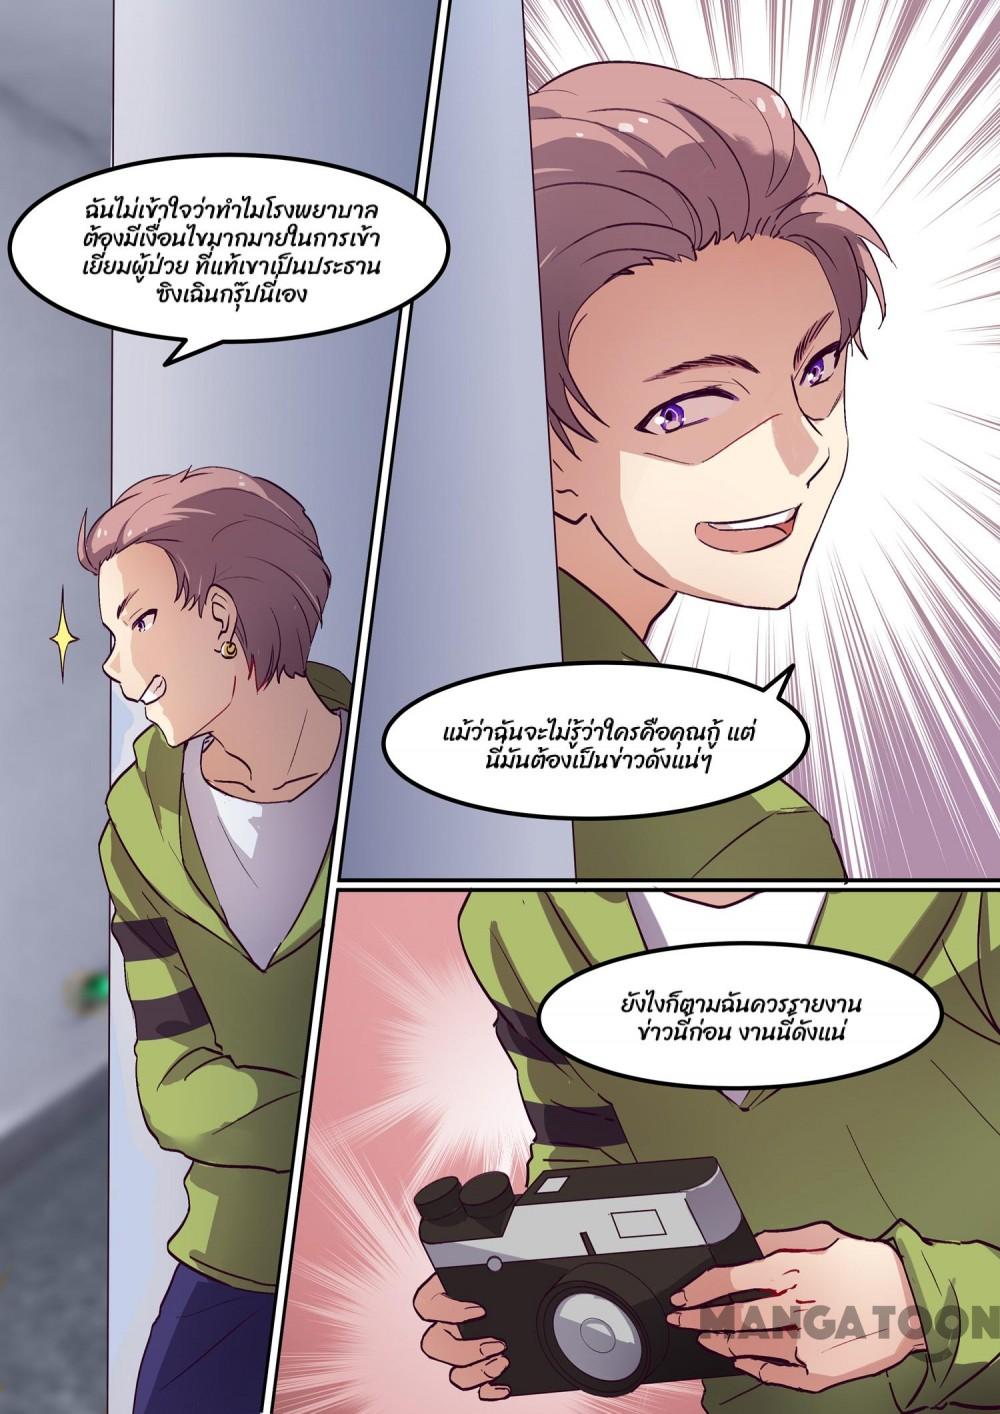 ฉันไม่เข้าใจว่าทำไมโรงพยาบาล
ต้องมีเงื่อนไขมากมายในการเข้า
เยี่ยมผู้ป่วย ที่แท้เขาเป็นประธาน
ซิงเฉินกรุ๊ปนี่เอง
แม้ว่าฉันจะไม่รู้ว่าใครคือคุณกู้ แต่
นี่มันต้องเป็นข่าวดังแน่ๆ
ยังไงก็ตามฉันควรรายงาน
ข่าวนี้ก่อน งานนี้ดังแน่
MANGATOON